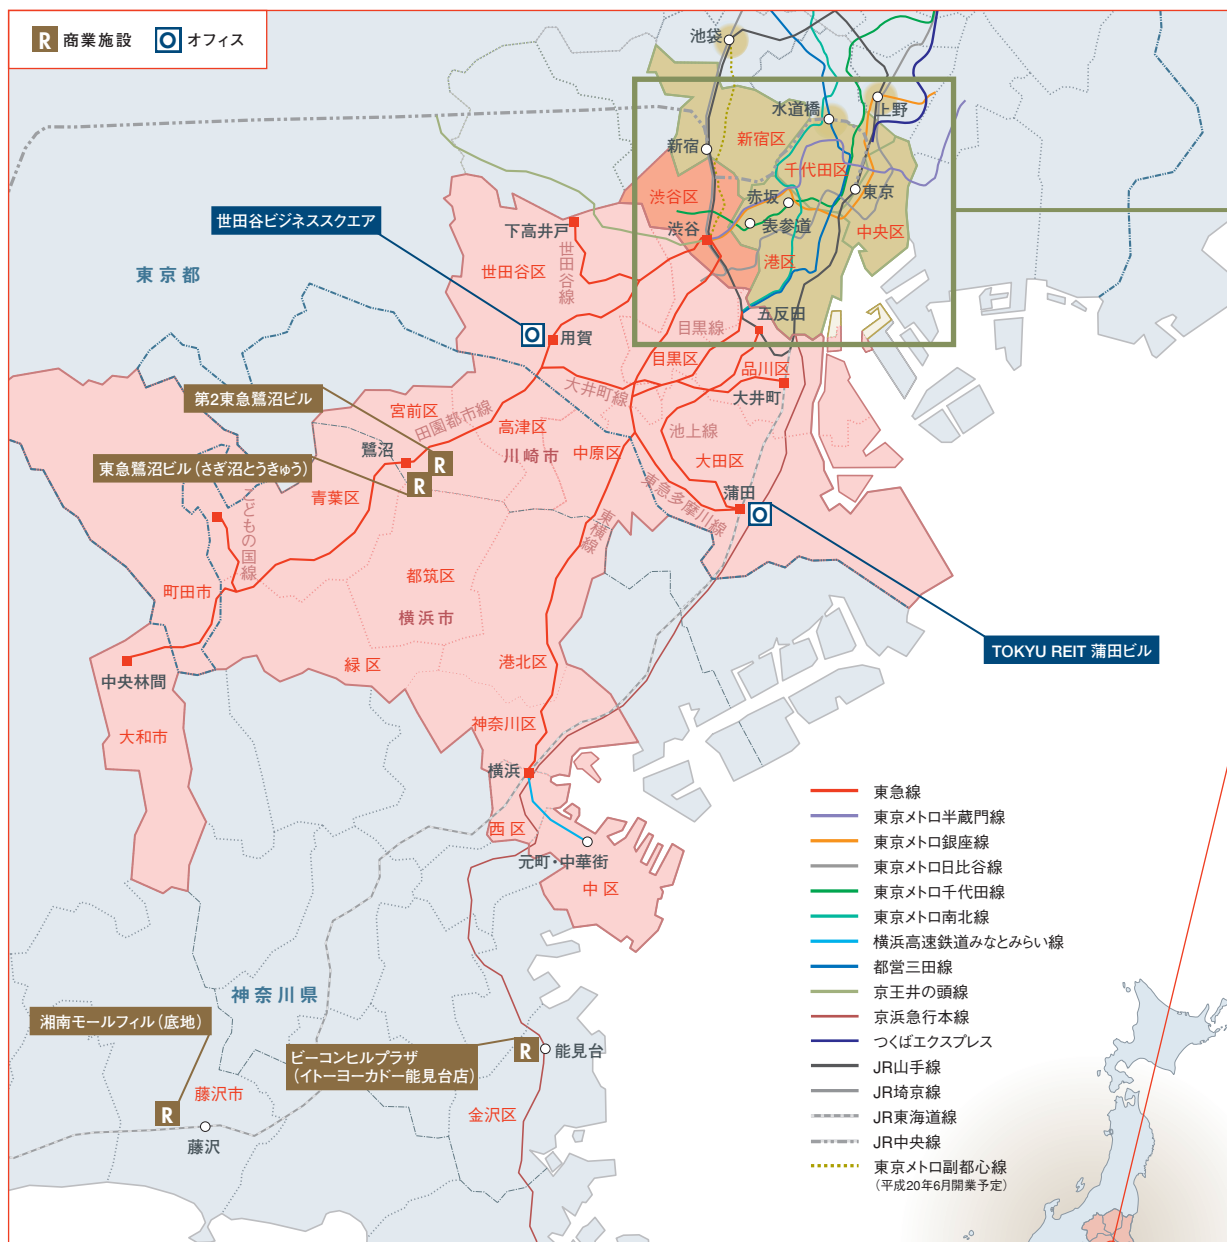 R 商業施設
O オフィス
池袋
水道橋
上野
新宿
新宿区
千代田区
渋谷区
赤坂
東京
渋谷
表参道
中央区
港区
下高井戸
世田谷線
世田谷区
世田谷ビジネススクエア
東京都
O
用賀
五反田
目黒線
目黒区
品川区
大井町線
大井町
第2東急鷺沼ビル
宮前区
田園都市線
高津区
池上線
川崎市
中原区
大田区
鷺沼
R
東急鷺沼ビル(さぎ沼とうきゅう)
R
青葉区
こどもの国線
東急多摩川線
蒲田
O
東横線
都筑区
町田市
横浜市
TOKYU REIT 蒲田ビル
緑区
港北区
中央林間
大和市
神奈川区
横浜
西区
元町・中華街
中区
神奈川県
湘南モールフィル(底地)
ビーコンヒルプラザ
(イトーヨーカドー能見台店)
R
能見台
藤沢市
R
藤沢
金沢区
東急線
東京メトロ半蔵門線
東京メトロ銀座線
東京メトロ日比谷線
東京メトロ千代田線
東京メトロ南北線
横浜高速鉄道みなとみらい線
都営三田線
京王井の頭線
京浜急行本線
つくばエクスプレス
JR山手線
JR埼京線
JR東海道線
JR中央線
東京メトロ副都心線
(平成20年6月開業予定)